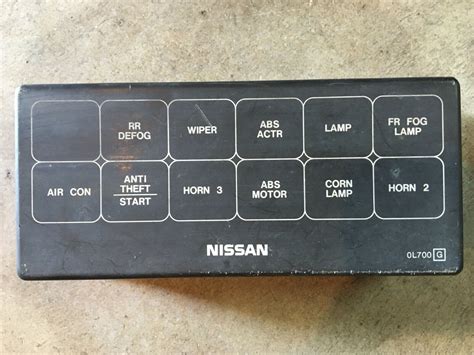 RR
DEFOG
WIPER
ABS
ACTR
LAMP
FR FOG
LAMP
AIR CON
ANTI
THEFT
START
HORN 3
ABS
MOTOR
CORN
LAMP
HORN 2
NISSAN
0L700 G